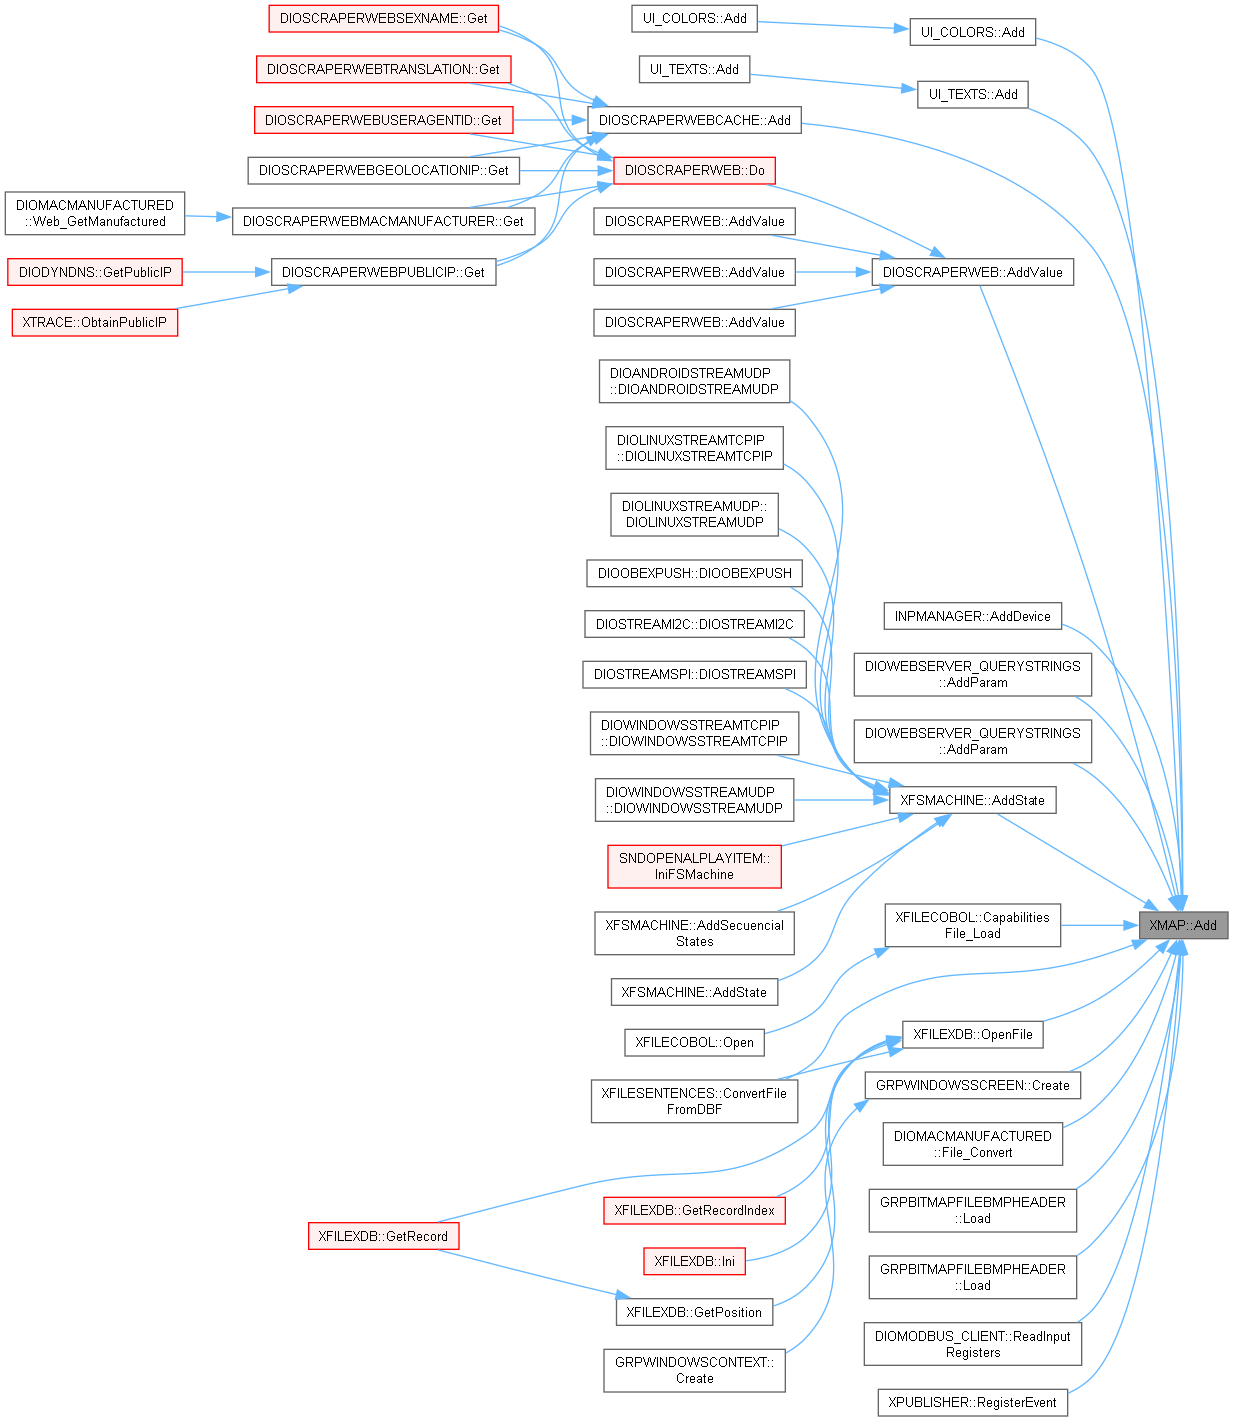 DIOSCRAPERWEBSEXNAME::Get
UI_COLORS::Add
UI_COLORS::Add
DIOSCRAPERWEBTRANSLATION::Get
UI_TEXTS::Add
UI_TEXTS::Add
DIOSCRAPERWEBUSERAGENTID::Get
DIOSCRAPERWEBCACHE::Add
DIOSCRAPERWEBGEOLOCATIONIP::Get
DIOSCRAPERWEB::Do
DIOMACMANUFACTURED
::Web_GetManufactured
DIOSCRAPERWEBMACMANUFACTURER::Get
DIOSCRAPERWEB::AddValue
DIODYNDNS::GetPublicIP
DIOSCRAPERWEBPUBLICIP::Get
DIOSCRAPERWEB::AddValue
DIOSCRAPERWEB::AddValue
XTRACE::ObtainPublicIP
DIOSCRAPERWEB::AddValue
DIOANDROIDSTREAMUDP
::DIOANDROIDSTREAMUDP
DIOLINUXSTREAMTCPIP
::DIOLINUXSTREAMTCPIP
DIOLINUXSTREAMUDP::
DIOLINUXSTREAMUDP
DIOOBEXPUSH::DIOOBEXPUSH
DIOSTREAMI2C::DIOSTREAMI2C
INPMANAGER::AddDevice
DIOSTREAMSPI::DIOSTREAMSPI
DIOWEBSERVER_QUERYSTRINGS
::AddParam
DIOWINDOWSSTREAMTCPIP
::DIOWINDOWSSTREAMTCPIP
DIOWEBSERVER_QUERYSTRINGS
::AddParam
DIOWINDOWSSTREAMUDP
::DIOWINDOWSSTREAMUDP
XFSMACHINE::AddState
SNDOPENALPLAYITEM::
IniFSMachine
XFSMACHINE::AddSecuencial
States
XFILECOBOL::Capabilities
File_Load
XMAP::Add
XFSMACHINE::AddState
XFILECOBOL::Open
XFILEXDB::OpenFile
XFILESENTENCES::ConvertFile
FromDBF
GRPWINDOWSSCREEN::Create
DIOMACMANUFACTURED
::File_Convert
XFILEXDB::GetRecordIndex
GRPBITMAPFILEBMPHEADER
::Load
XFILEXDB::GetRecord
XFILEXDB::Ini
GRPBITMAPFILEBMPHEADER
::Load
XFILEXDB::GetPosition
DIOMODBUS_CLIENT::ReadInput
Registers
GRPWINDOWSCONTEXT::
Create
XPUBLISHER::RegisterEvent